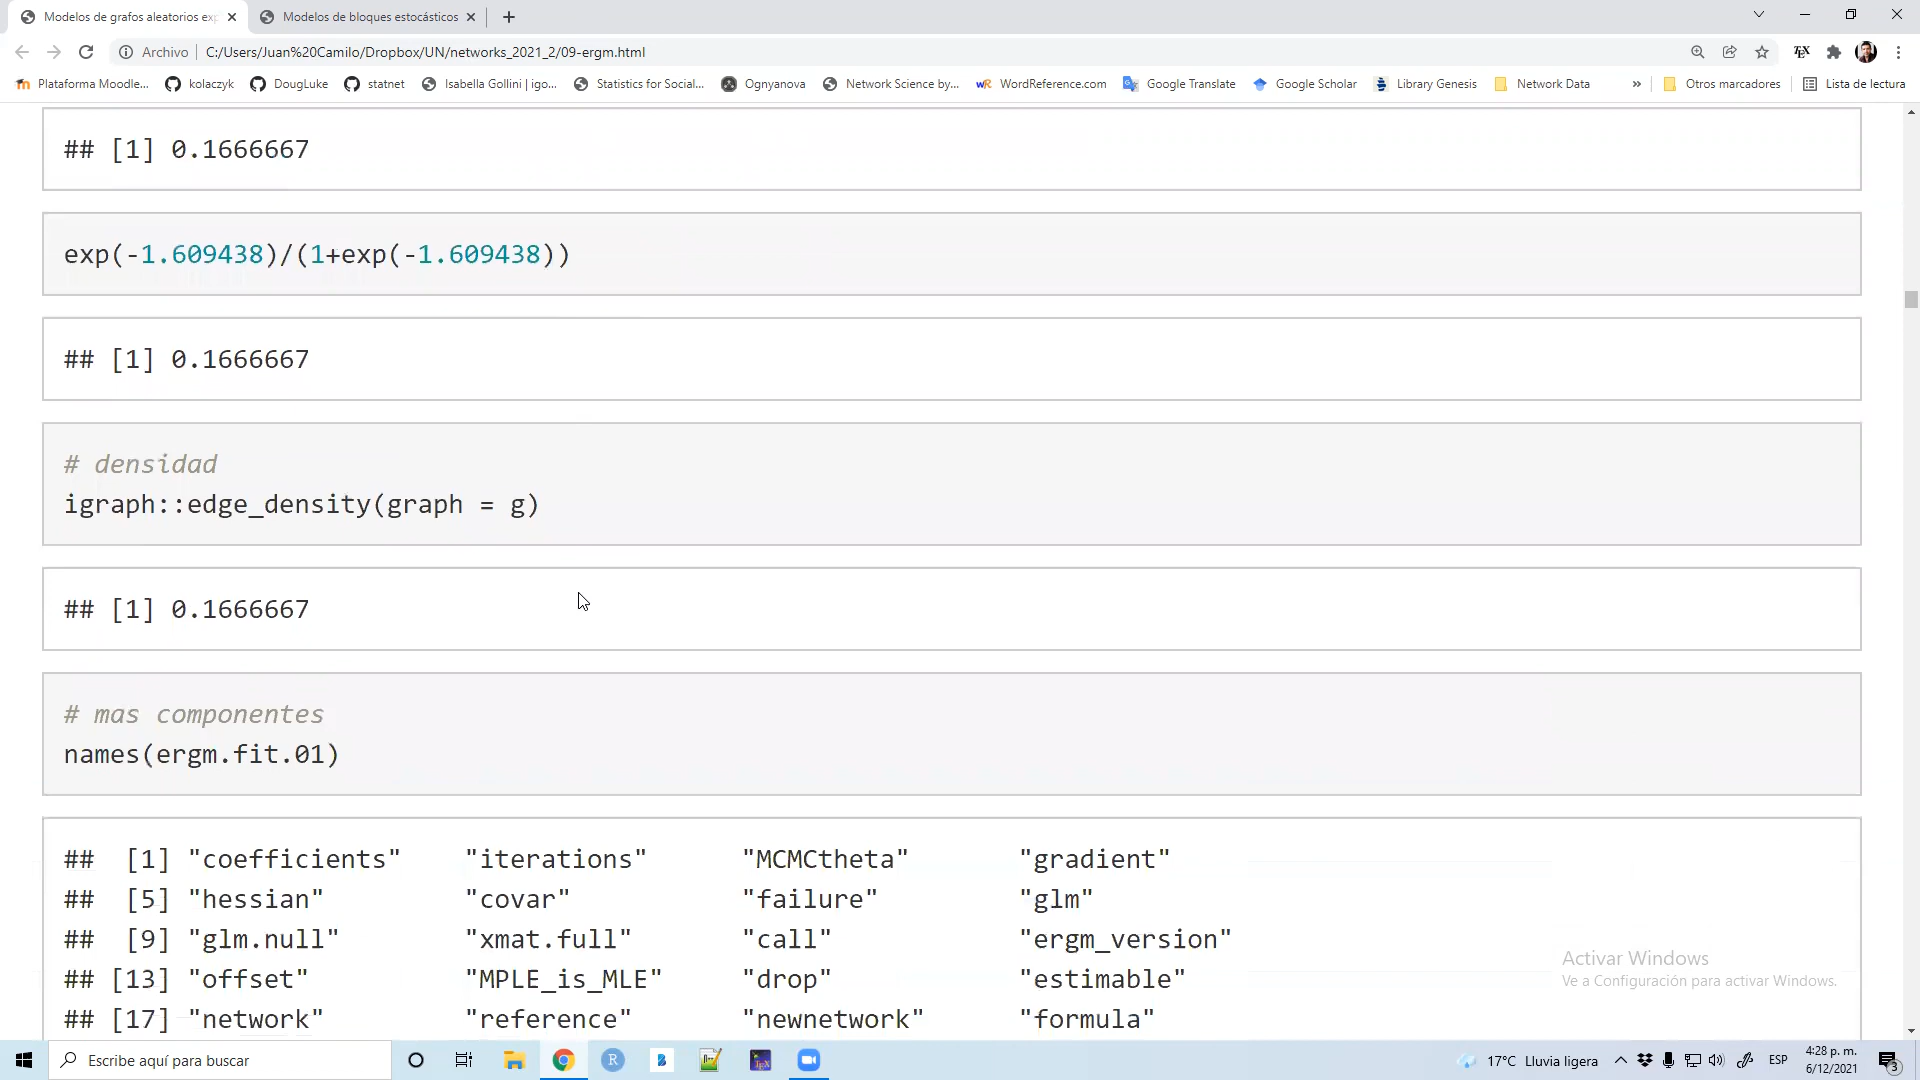 Modelos de grafos aleatorios exp
Modelos de bloques estocásticos
Archivo
C:/Users/Juan%20Camilo/Dropbox/UN/networks_2021_2/09-ergm.html
Plataforma Moodle...
kolaczyk
DougLuke
statnet
Isabella Gollini | igo...
Statistics for Social...
Ognyanova
Network Science by...
WordReference.com
Google Translate
Google Scholar
Library Genesis
Network Data
»
Otros marcadores
Lista de lectura
## [1] 0.1666667
exp(-1.609438)/(1+exp(-1.609438))
## [1] 0.1666667
# densidad
igraph::edge_density(graph = g)
## [1] 0.1666667
# mas componentes
names(ergm.fit.01)
##  [1] "coefficients" "iterations" "MCMCtheta" "gradient"
##  [5] "hessian" "covar" "failure" "glm"
##  [9] "glm.null" "xmat.full" "call" "ergm_version"
## [13] "offset" "MPLE_is_MLE" "drop" "estimable"
## [17] "network" "reference" "newnetwork" "formula"
Activar Windows
Ve a Configuración para activar Windows.
Escribe aquí para buscar
17°C Lluvia ligera
ESP
4:28 p. m.
6/12/2021
3